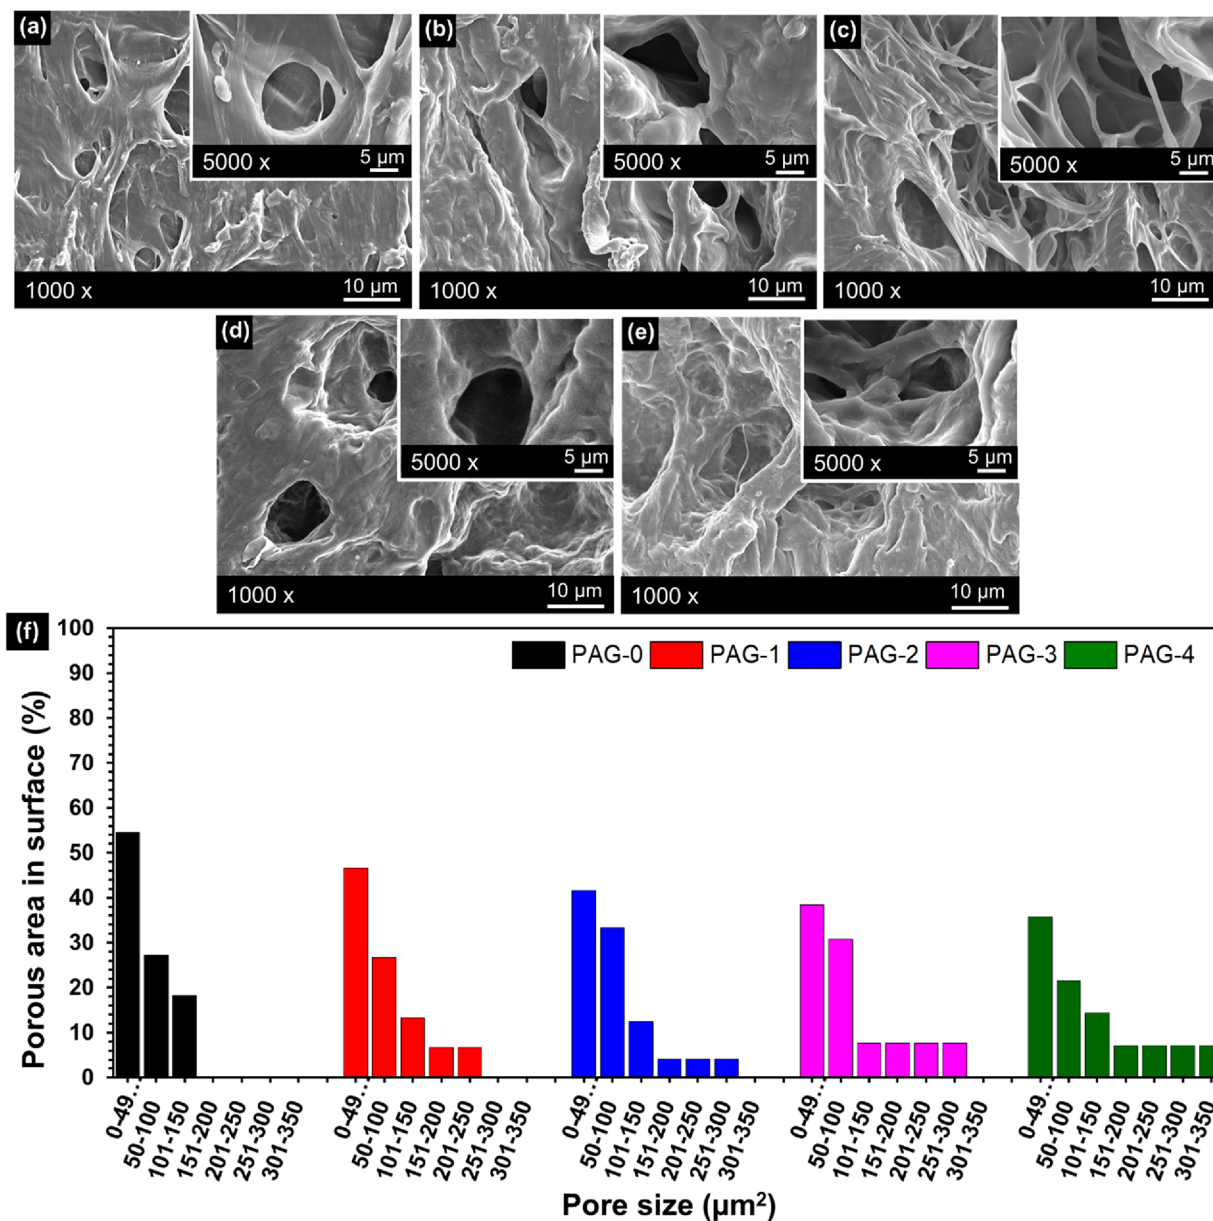 (a)
5000 x 5 µm
1000 x 10 µm
(b)
5000 x 5 µm
1000 x 10 µm
(c)
5000 x 5 µm
1000 x 10 µm
(d)
5000 x 5 µm
1000 x 10 µm
(e)
5000 x 5 µm
1000 x 10 µm
(f)
PAG-0 PAG-1 PAG-2 PAG-3 PAG-4
Porous area in surface (%)
100
90
80
70
60
50
40
30
20
10
0
0-49... 50-100 101-150 151-200 201-250 251-300 301-350 0-49... 50-100 101-150 151-200 201-250 251-300 301-350 0-49... 50-100 101-150 151-200 201-250 251-300 301-350 0-49... 50-100 101-150 151-200 201-250 251-300 301-350 0-49... 50-100 101-150 151-200 201-250 251-300 301-350
Pore size (µm²)